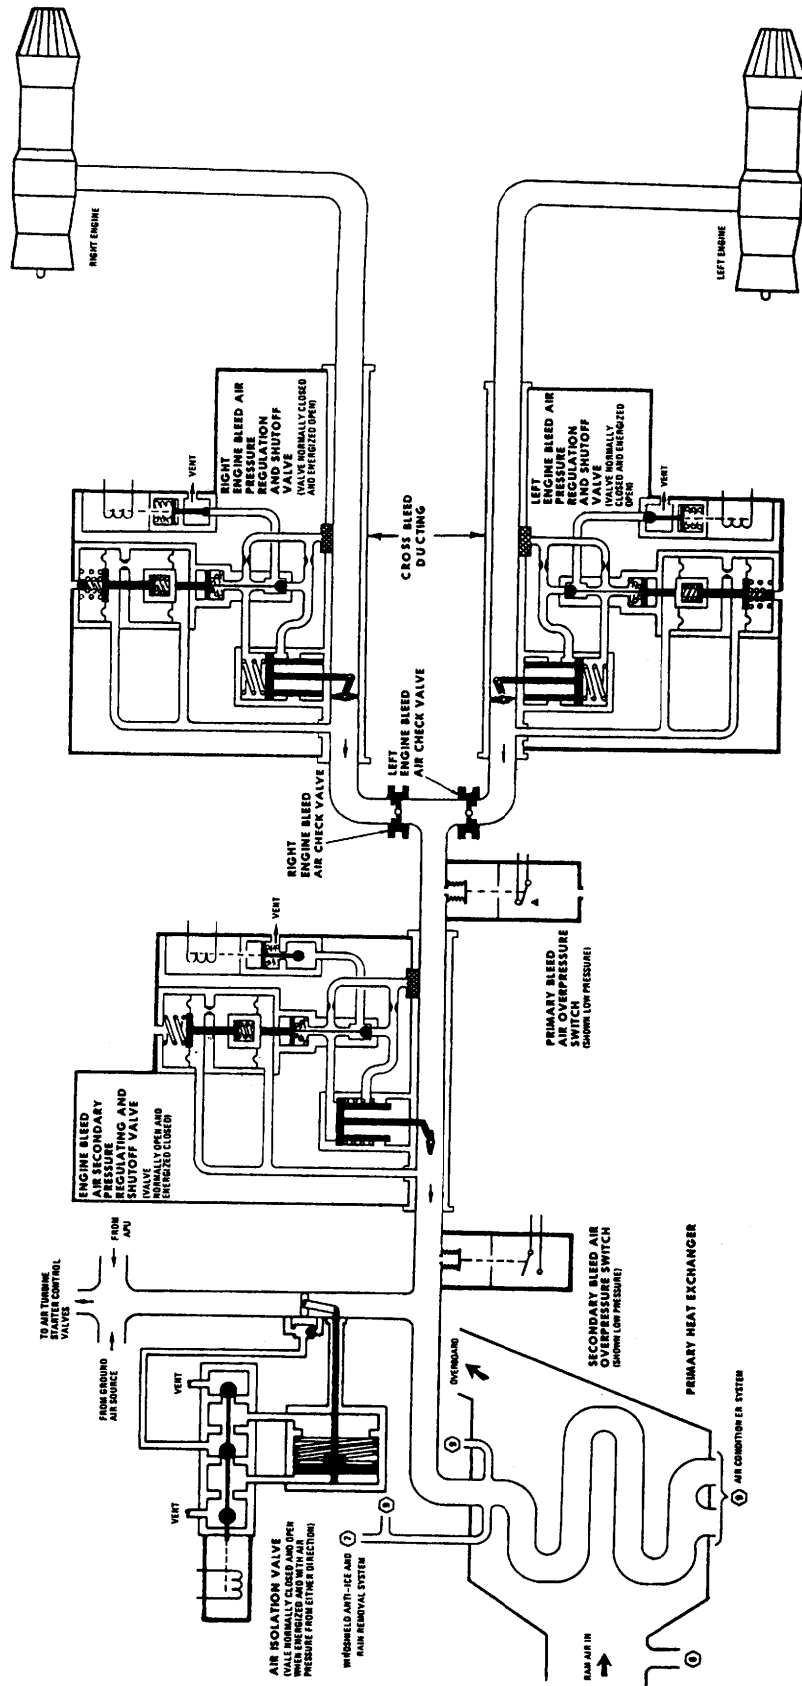 RIGHT ENGINE
LEFT ENGINE
RIGHT
ENGINE BLEED AIR
PRESSURE
REGULATION
AND SHUTOFF
VALVE
(VALVE NORMALLY CLOSED
AND ENERGIZED OPEN)
VENT
LEFT
ENGINE BLEED AIR
PRESSURE
REGULATION
AND SHUTOFF
VALVE
(VALVE NORMALLY
CLOSED AND ENERGIZED
OPEN)
VENT
CROSS BLEED
DUCTING
RIGHT
ENGINE BLEED
AIR CHECK VALVE
LEFT
ENGINE BLEED
AIR CHECK VALVE
VENT
PRIMARY BLEED
AIR OVERPRESSURE
SWITCH
(SHOWN LOW PRESSURE)
ENGINE BLEED
AIR SECONDARY
PRESSURE
REGULATING AND
SHUTOFF VALVE
(VALVE
NORMALLY OPEN AND
ENERGIZED CLOSED)
TO AIR TURBINE
STARTER CONTROL
VALVES
FROM
APU
FROM GROUND
AIR SOURCE
SECONDARY BLEED AIR
OVERPRESSURE SWITCH
(SHOWN LOW PRESSURE)
OVERBOARD
PRIMARY HEAT EXCHANGER
VENT
VENT
AIR ISOLATION VALVE
(VALE NORMALLY CLOSED AND OPEN
WHEN ENERGIZED AND WITH AIR
PRESSURE FROM EITHER DIRECTION)
WINDSHIELD ANTI-ICE AND
RAIN REMOVAL SYSTEM
7
9
9
AIR CONDITION ER SYSTEM
RAM AIR IN